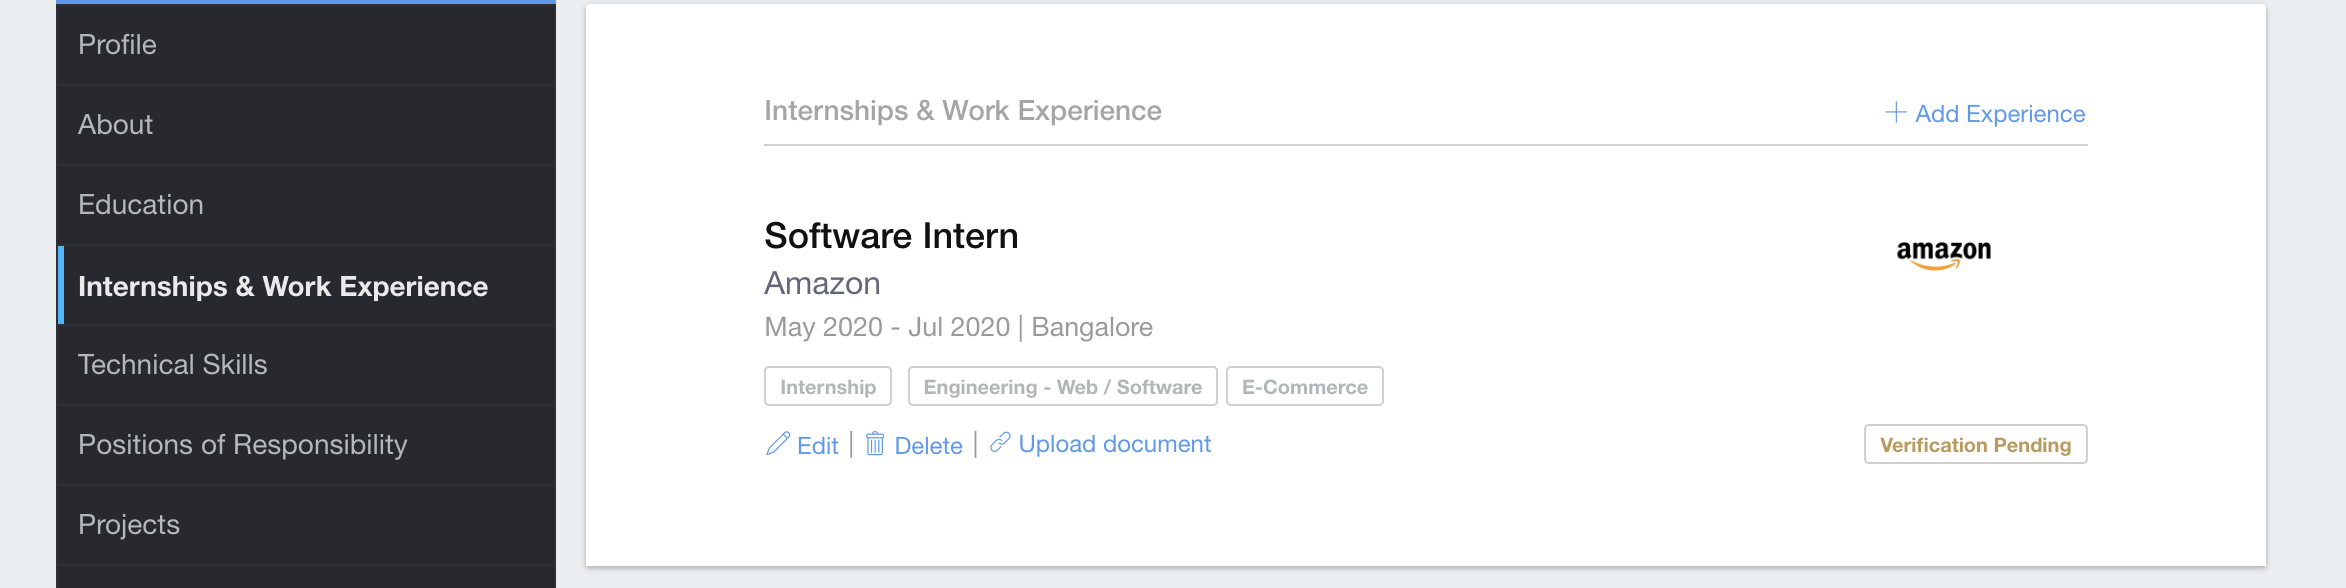 Profile
About
Education
Internships & Work Experience
Technical Skills
Positions of Responsibility
Projects
Internships & Work Experience
Add Experience
Software Intern
amazon
Amazon
May 2020 - Jul 2020 | Bangalore
Internship Engineering - Web / Software E-Commerce
Edit | Delete | Upload document
Verification Pending